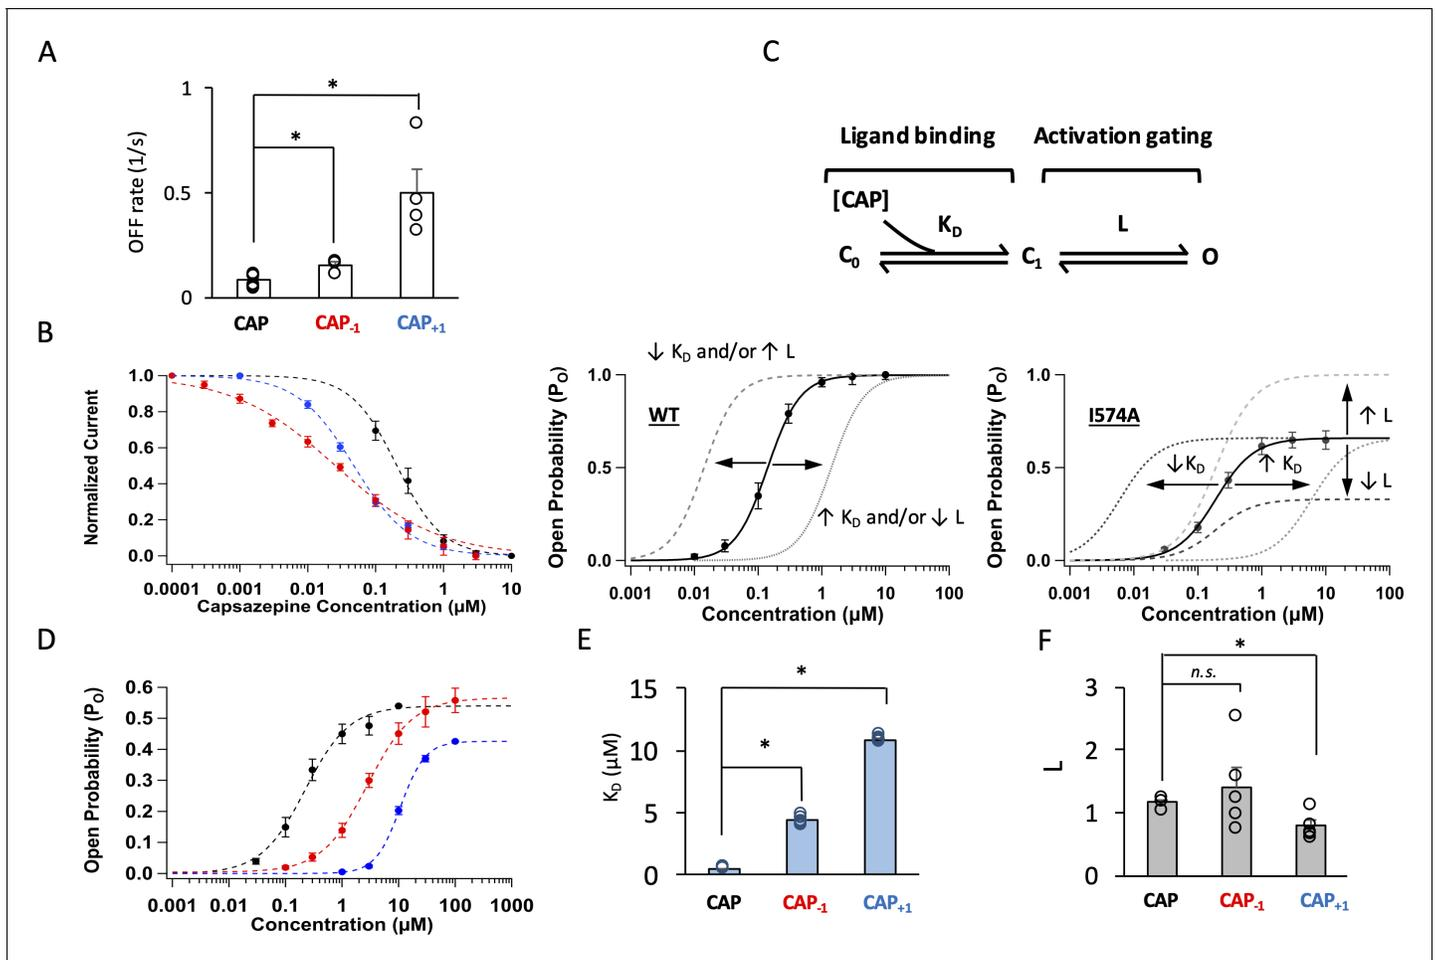 A
OFF rate (1/s)
1
0.5
0
*
*
CAP
CAP-1
CAP+1
C
Ligand binding
Activation gating
[CAP]
KD
L
C0
C1
O
B
Normalized Current
1.0
0.8
0.6
0.4
0.2
0.0
0.0001 0.001 0.01 0.1 1 10
Capsazepine Concentration (µM)
↓ KD and/or ↑ L
Open Probability (PO)
1.0
0.5
0.0
WT
↑ KD and/or ↓ L
0.001 0.01 0.1 1 10 100
Concentration (µM)
Open Probability (PO)
1.0
0.5
0.0
I574A
↑ L
↓KD
↑ KD
↓ L
0.001 0.01 0.1 1 10 100
Concentration (µM)
D
Open Probability (PO)
0.6
0.5
0.4
0.3
0.2
0.1
0.0
0.001 0.01 0.1 1 10 100 1000
Concentration (µM)
E
KD (µM)
15
10
5
0
*
*
CAP
CAP-1
CAP+1
F
L
3
2
1
0
*
n.s.
CAP
CAP-1
CAP+1